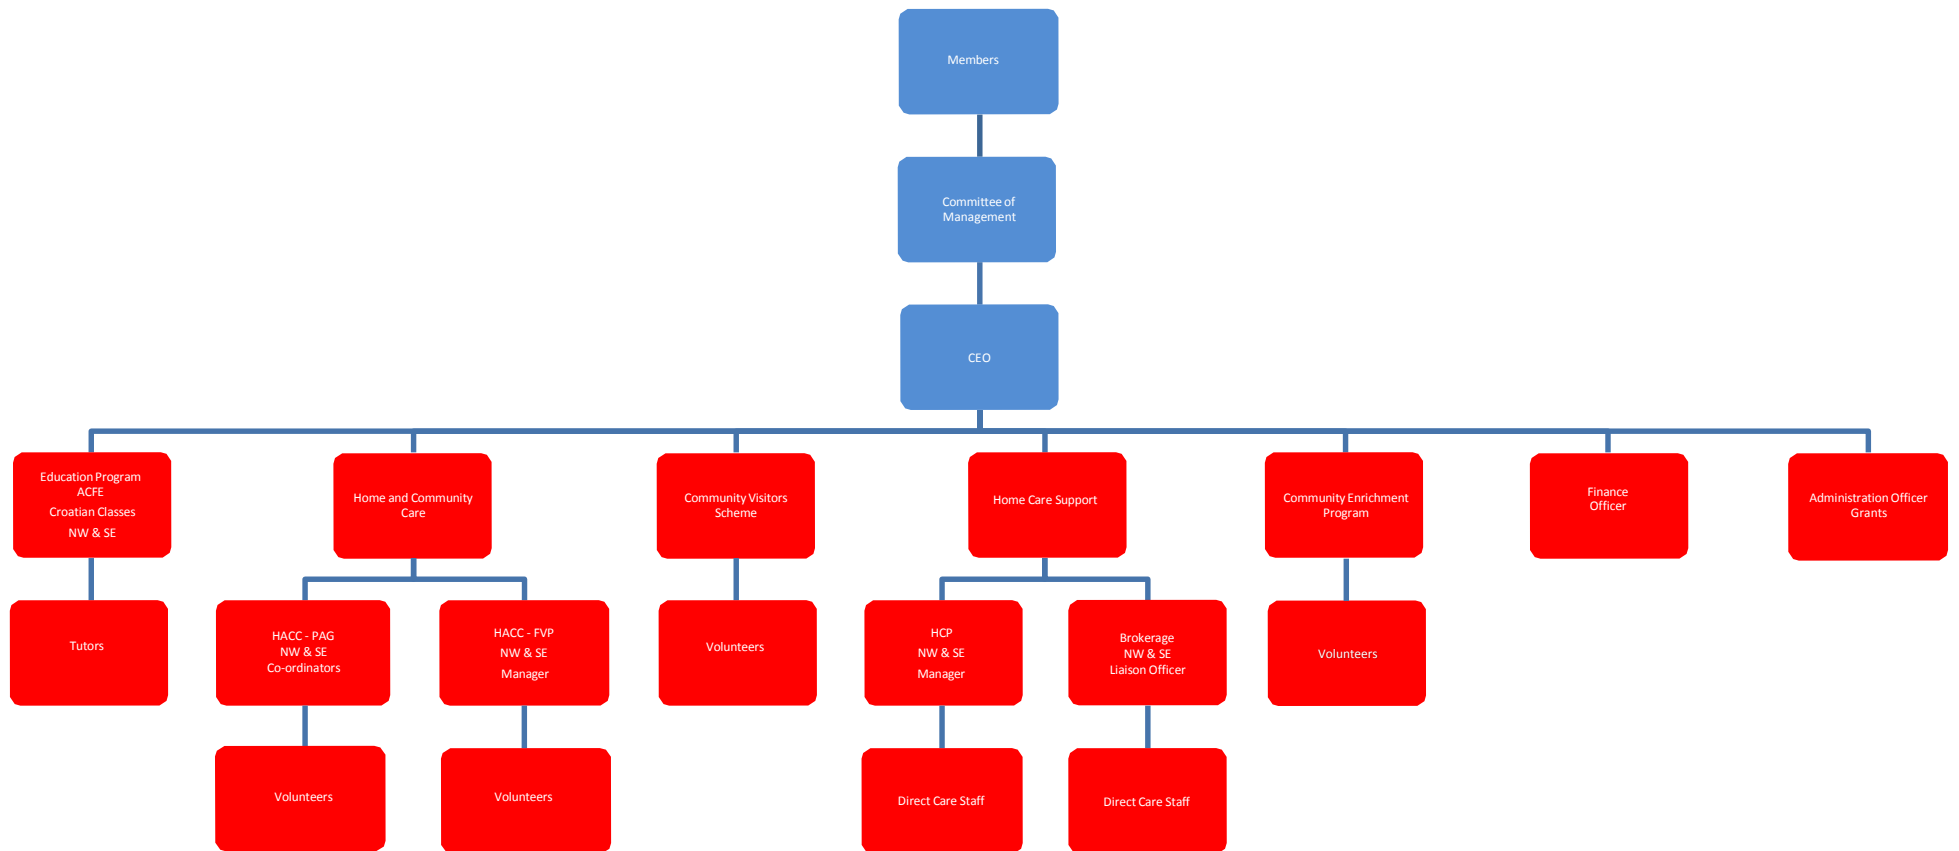 Members
Committee of
Management
CEO
Education Program
ACFE
Croatian Classes
NW & SE
Home and Community
Care
Community Visitors
Scheme
Home Care Support
Community Enrichment
Program
Finance
Officer
Administration Officer
Grants
Tutors
HACC - PAG
NW & SE
Co-ordinators
HACC - FVP
NW & SE
Manager
Volunteers
HCP
NW & SE
Manager
Brokerage
NW & SE
Liaison Officer
Volunteers
Volunteers
Volunteers
Direct Care Staff
Direct Care Staff